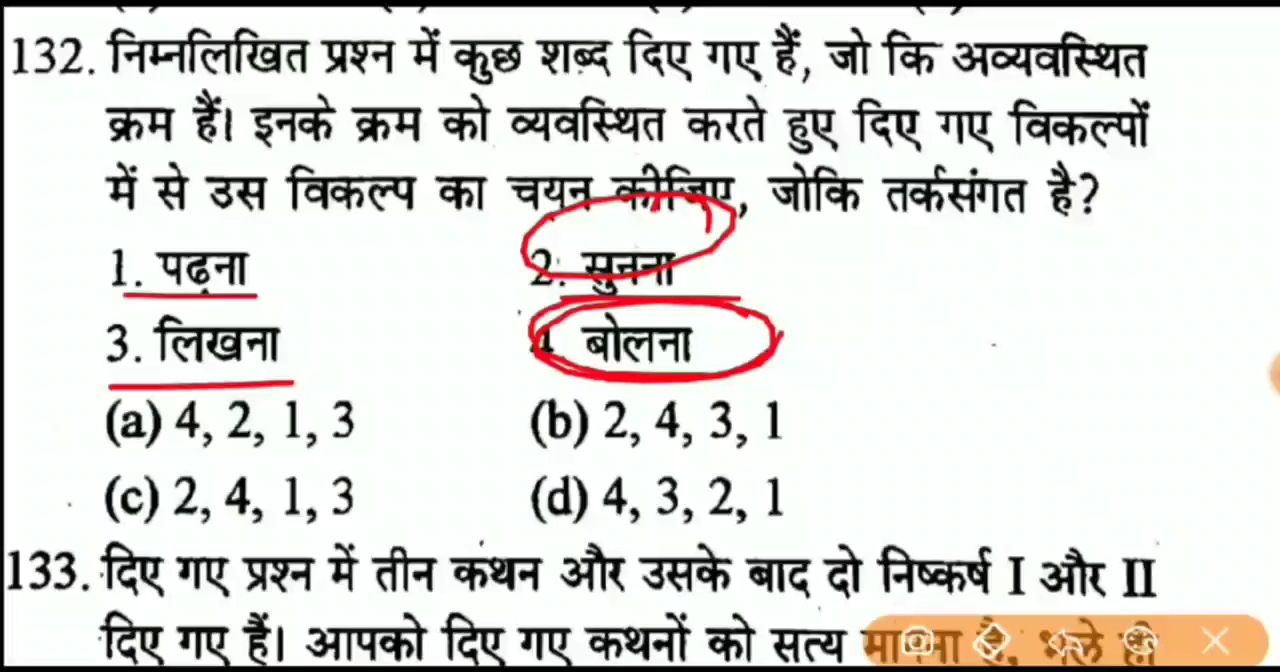 132. निम्नलिखित प्रश्न में कुछ शब्द दिए गए हैं, जो कि अव्यवस्थित
क्रम हैं। इनके क्रम को व्यवस्थित करते हुए दिए गए विकल्पों
में से उस विकल्प का चयन कीजिए, जोकि तर्कसंगत है?
1. पढ़ना 2. सुनना
3. लिखना 4. बोलना
(a) 4, 2, 1, 3 (b) 2, 4, 3, 1
(c) 2, 4, 1, 3 (d) 4, 3, 2, 1
133. दिए गए प्रश्न में तीन कथन और उसके बाद दो निष्कर्ष I और II
दिए गए हैं। आपको दिए गए कथनों को सत्य मानना है, भले ही